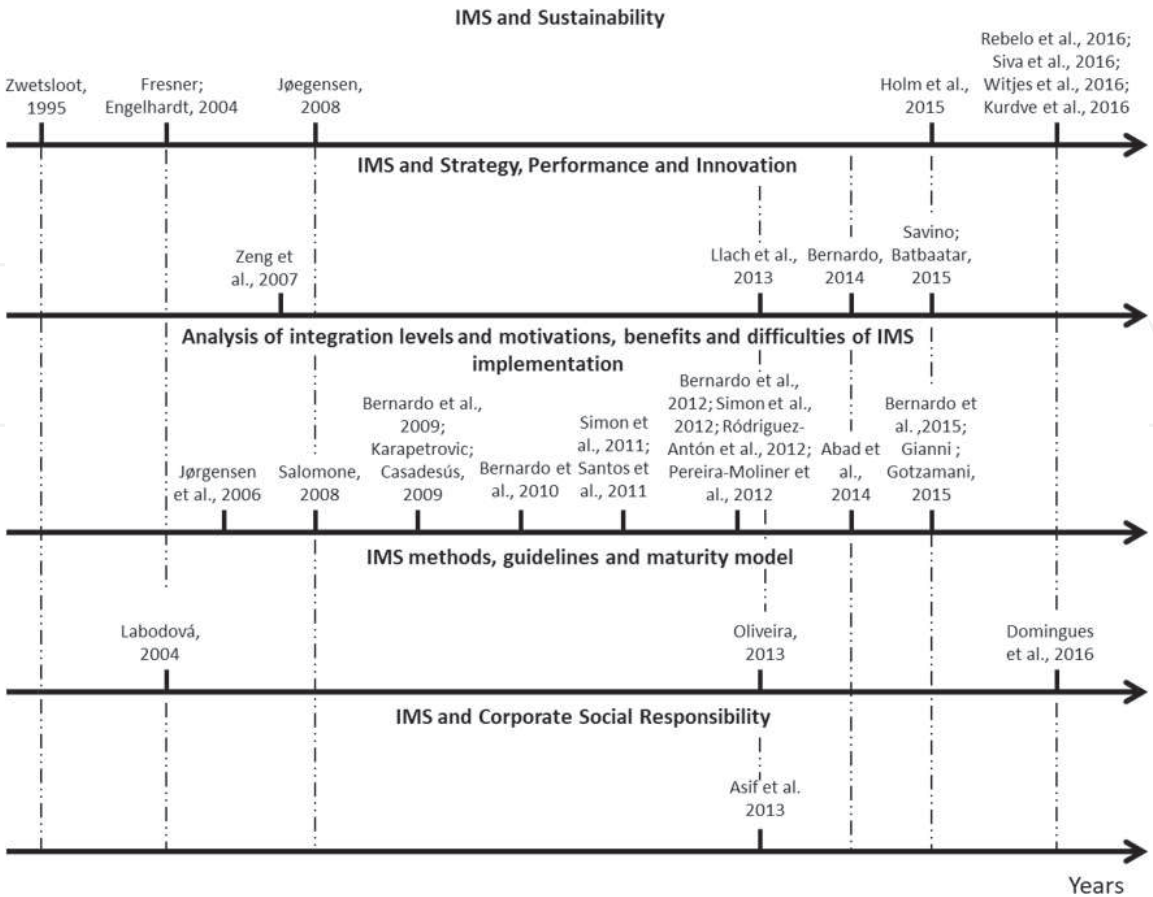 IMS and Sustainability
Zwetsloot,
1995
Fresner;
Engelhardt, 2004
Jøegensen,
2008
Holm et al.,
2015
Rebelo et al., 2016;
Siva et al., 2016;
Witjes et al., 2016;
Kurdve et al., 2016
IMS and Strategy, Performance and Innovation
Zeng et
al., 2007
Llach et al.,
2013
Bernardo,
2014
Savino;
Batbaatar,
2015
Analysis of integration levels and motivations, benefits and difficulties of IMS
implementation
Jørgensen
et al., 2006
Salomone,
2008
Bernardo et al.,
2009;
Karapetrovic;
Casadesús,
2009
Bernardo et
al., 2010
Simon et
al., 2011;
Santos et
al., 2011
Bernardo et al.,
2012; Simon et al.,
2012; Ródriguez-
Antón et al., 2012;
Pereira-Moliner et
al., 2012
Abad et
al.,
2014
Bernardo et
al. ,2015;
Gianni ;
Gotzamani,
2015
IMS methods, guidelines and maturity model
Labodová,
2004
Oliveira,
2013
Domingues
et al., 2016
IMS and Corporate Social Responsibility
Asif et al.
2013
Years